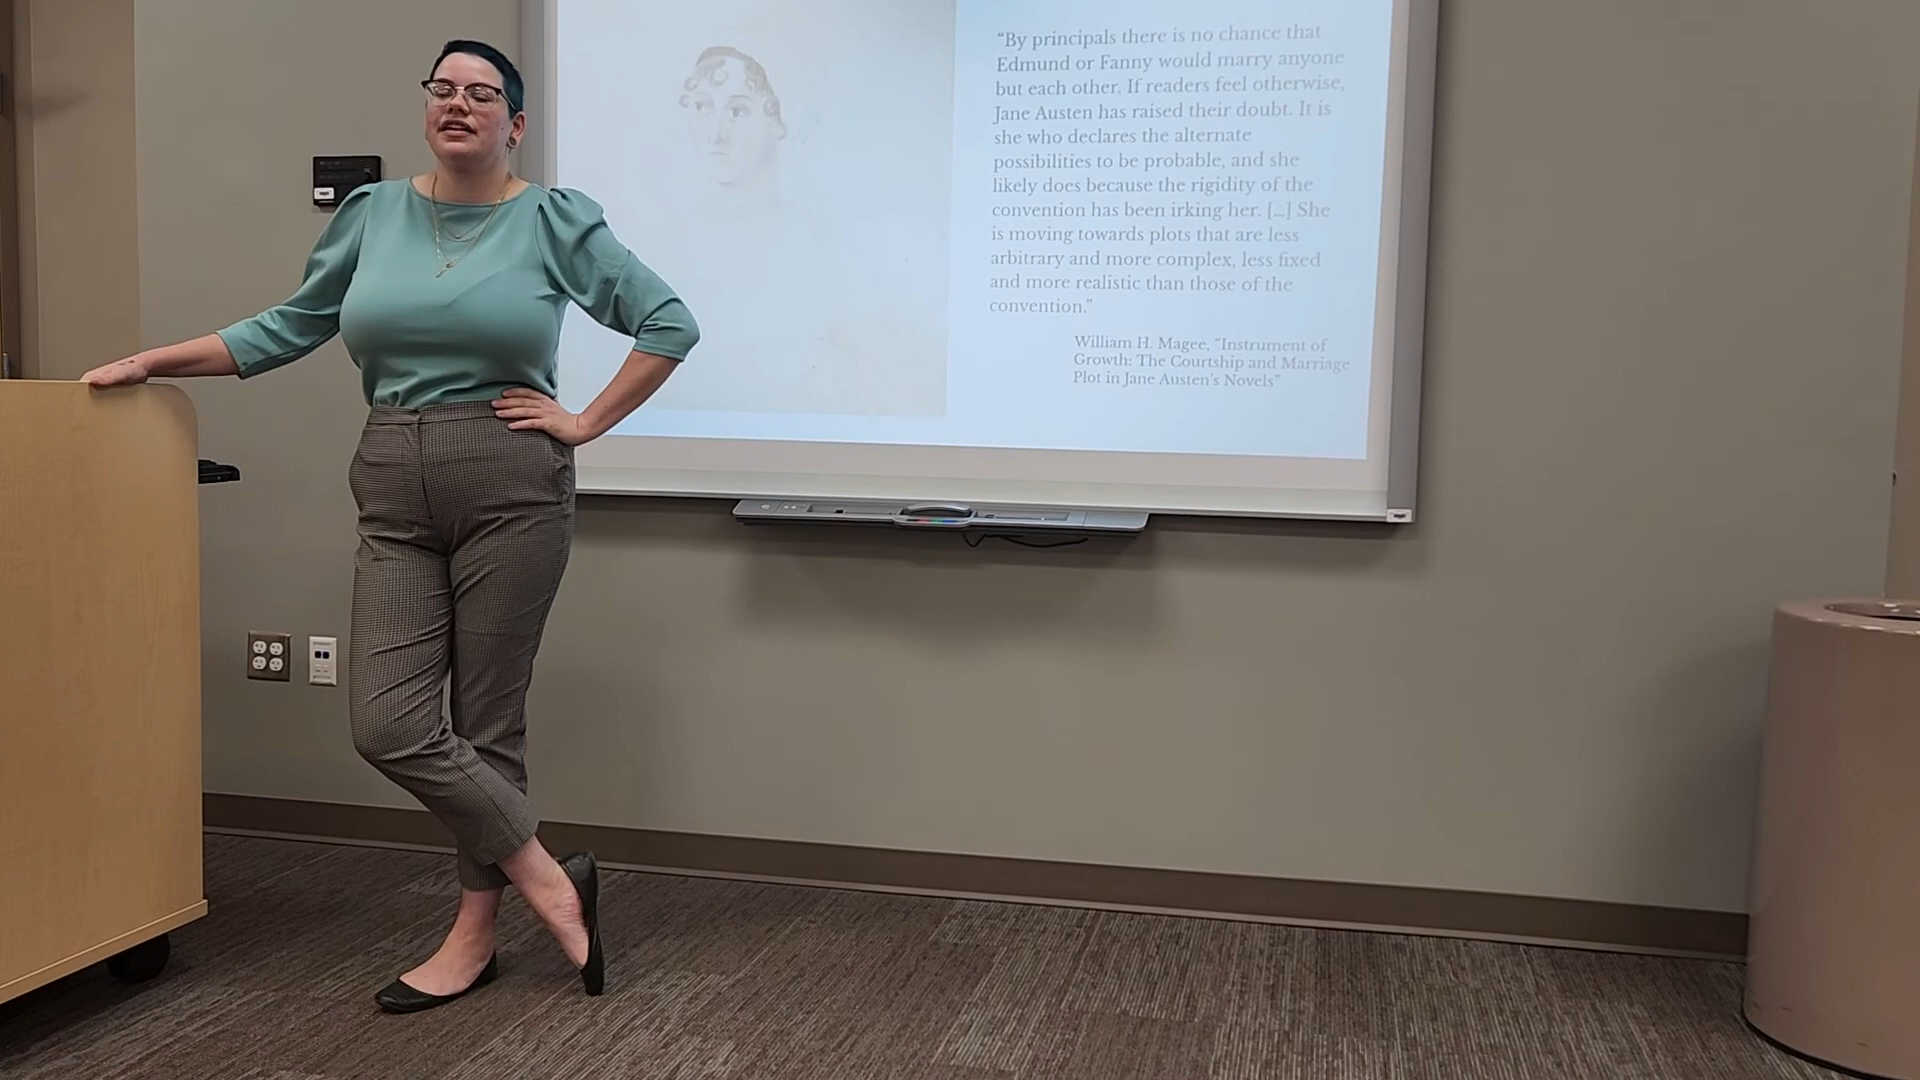 “By principals there is no chance that
Edmund or Fanny would marry anyone
but each other. If readers feel otherwise,
Jane Austen has raised their doubt. It is
she who declares the alternate
possibilities to be probable, and she
likely does because the rigidity of the
convention has been irking her. [...] She
is moving towards plots that are less
arbitrary and more complex, less fixed
and more realistic than those of the
convention.”
William H. Magee, “Instrument of
Growth: The Courtship and Marriage
Plot in Jane Austen’s Novels”